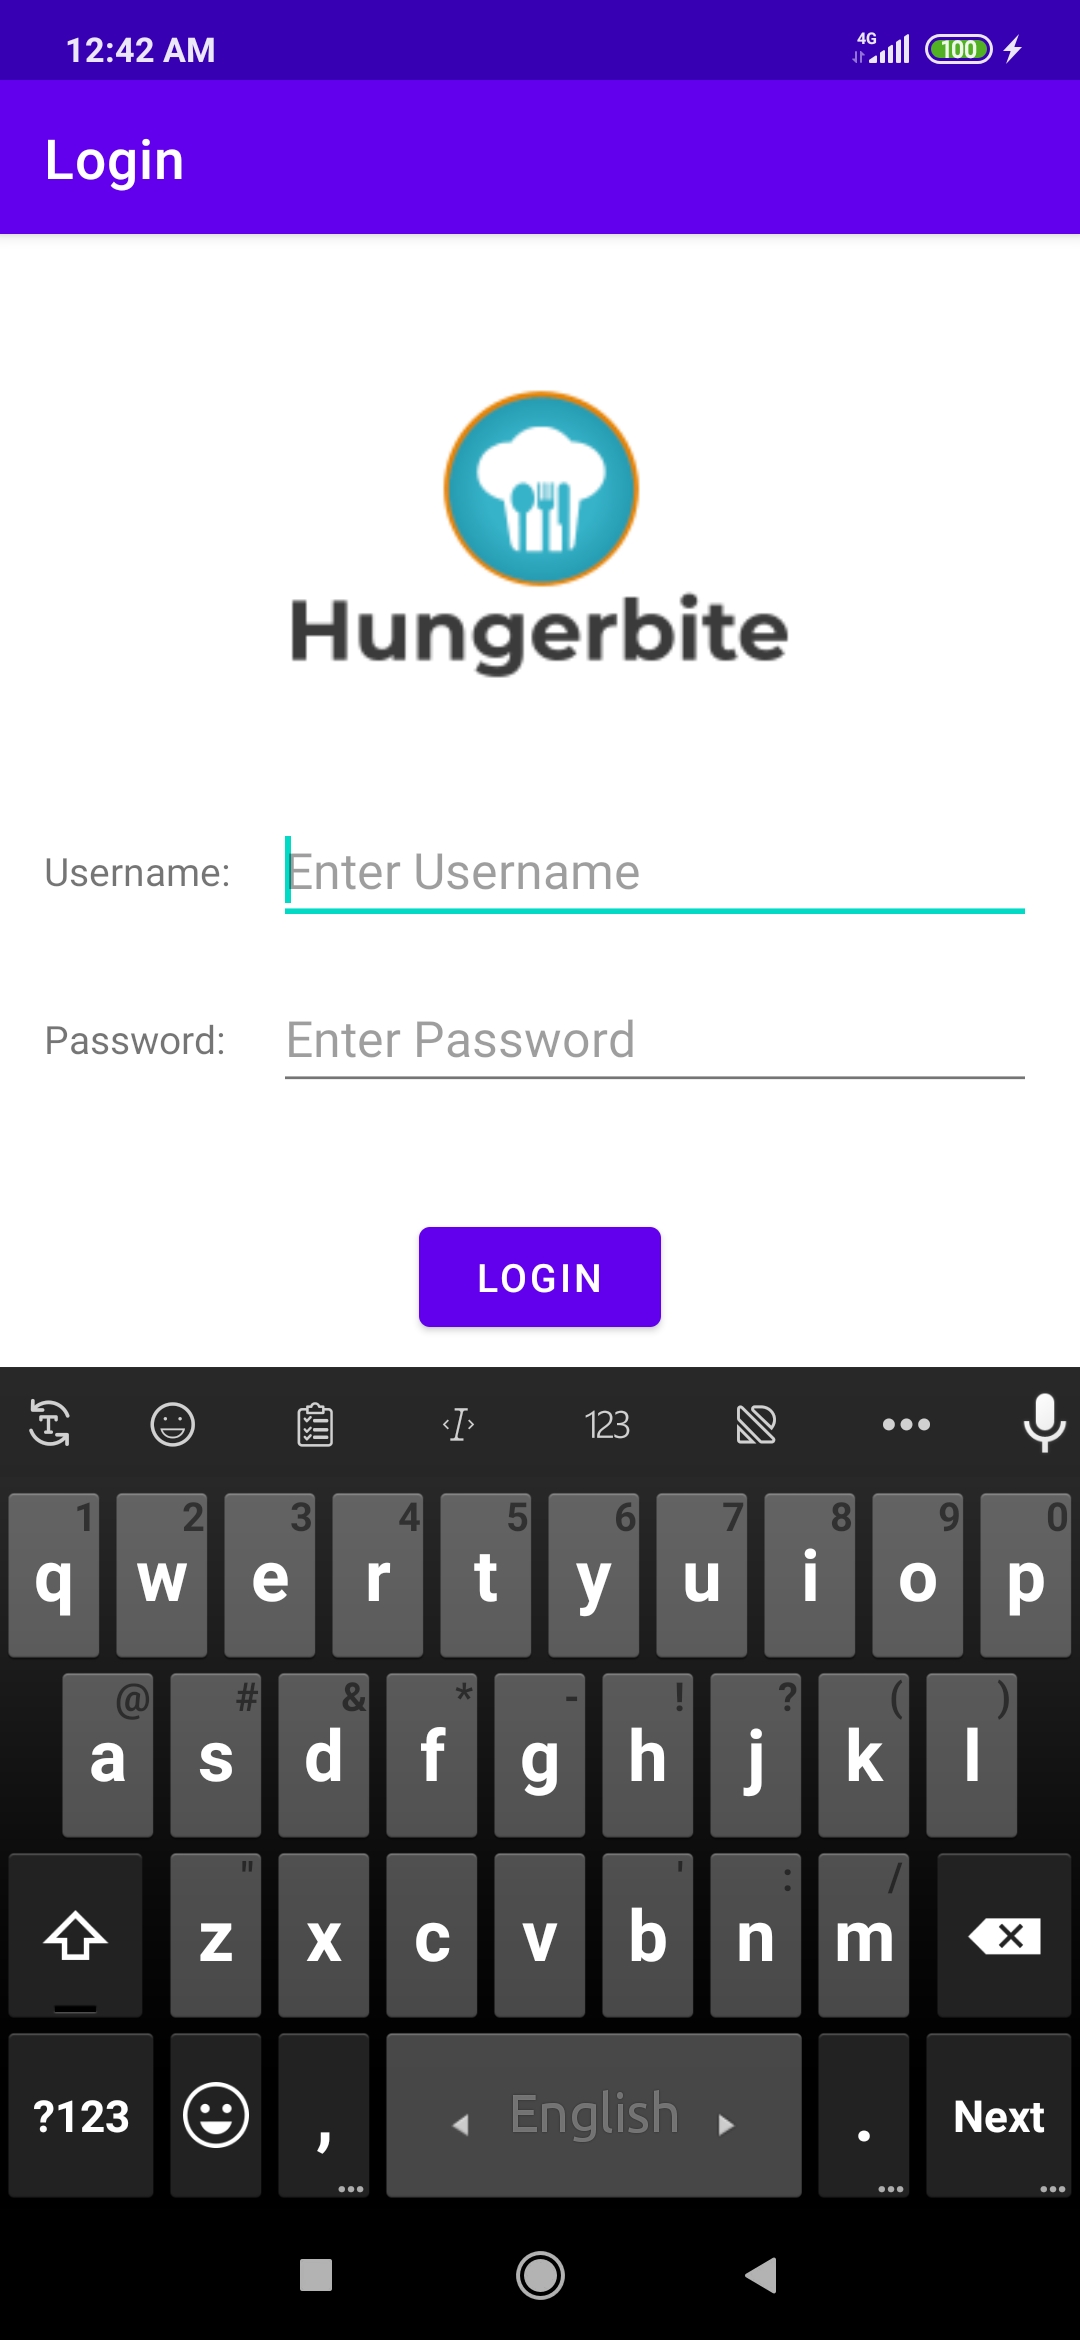 12:42 AM 4G 100
Login
Hungerbite
Username: Enter Username
Password: Enter Password
LOGIN
T I 123
1 2 3 4 5 6 7 8 9 0
q w e r t y u i o p
@ # & * - ! ? ( )
a s d f g h j k l
" ' : /
z x c v b n m
?123 , English . Next